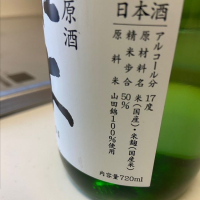 原酒
日本酒
アルコール分 17度
原材料名 米(国産)・米麹(国産米)
精米歩合 50%
原料米 山田錦100%使用
内容量720ml